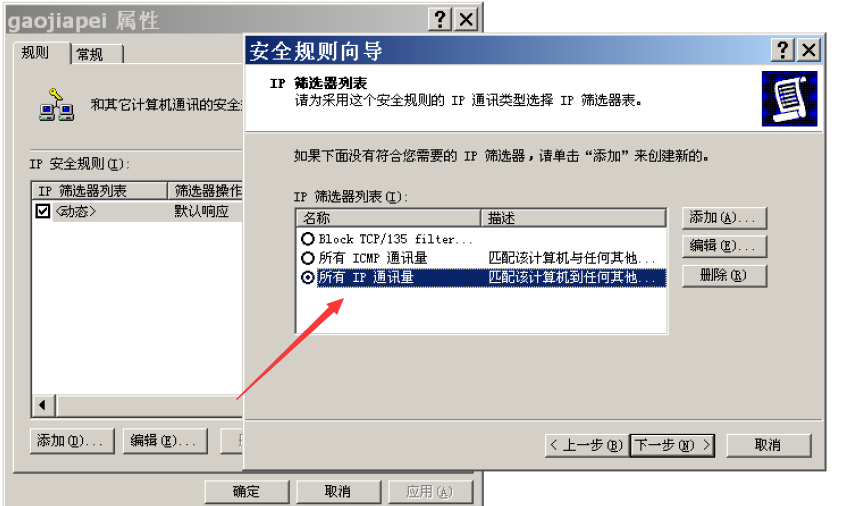 gaojiapei 属性
规则
常规
和其它计算机通讯的安全
IP 安全规则(I):
IP 筛选器列表
筛选器操作
<动态>
默认响应
添加(D)...
编辑(E)...
确定
取消
应用(A)
安全规则向导
IP 筛选器列表
请为采用这个安全规则的 IP 通讯类型选择 IP 筛选器表。
如果下面没有符合您需要的 IP 筛选器，请单击“添加”来创建新的。
IP 筛选器列表(I):
名称
描述
Block TCP/135 filter...
所有 ICMP 通讯量
匹配该计算机与任何其他...
所有 IP 通讯量
匹配该计算机到任何其他...
添加(A)...
编辑(E)...
删除(R)
< 上一步(B)
下一步(N) >
取消